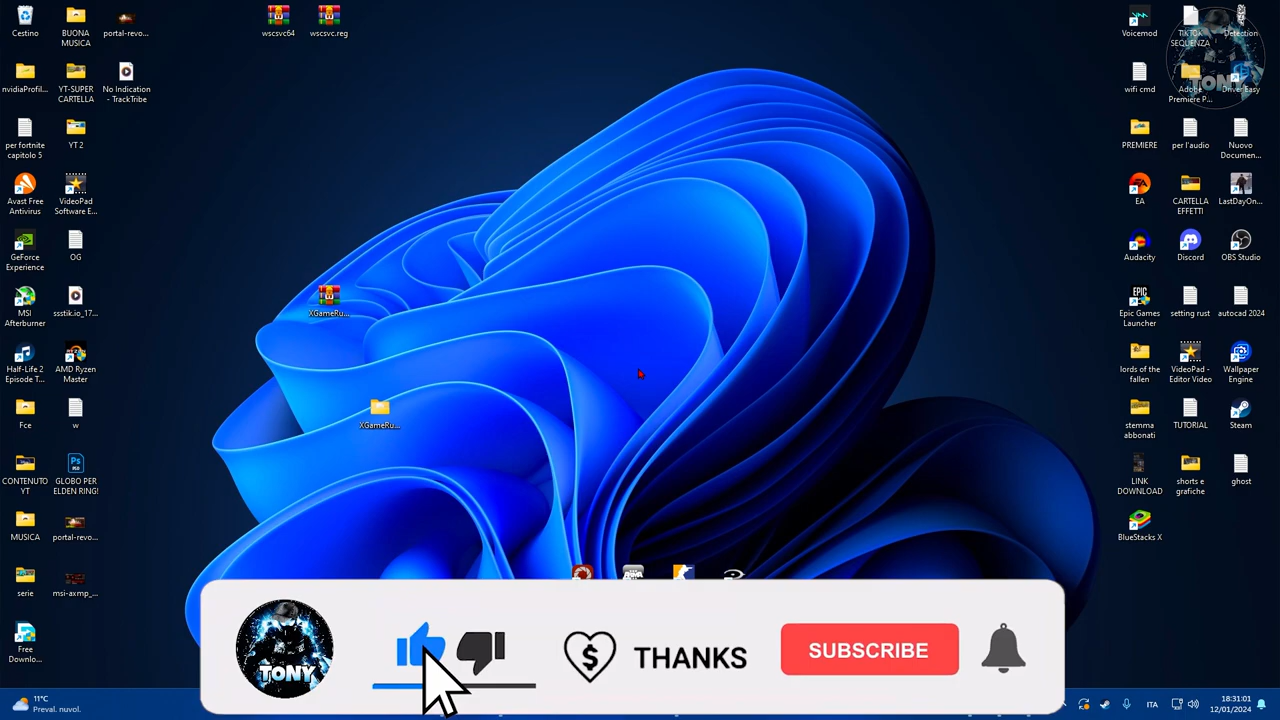 Cestino
BUONA
MUSICA
portal-revo...
wscsvc64
wscsvc.reg
Voicemod
TIKTOK
SEQUENZA
Detection
TONY
nvidiaProfil...
YT-SUPER
CARTELLA
No Indication
- TrackTribe
wifi cmd
Adobe
Premiere P...
Driver Easy
per fortnite
capitolo 5
YT 2
PREMIERE
per l'audio
Nuovo
Documen...
Avast Free
Antivirus
VideoPad
Software E...
EA
CARTELLA
EFFETTI
LastDayOn...
GeForce
Experience
OG
Audacity
Discord
OBS Studio
MSI
Afterburner
ssstik.io_17...
XGameRu...
EPIC
Epic Games
Launcher
setting rust
autocad 2024
Half-Life 2
Episode T...
AMD Ryzen
Master
lords of the
fallen
VideoPad -
Editor Video
Wallpaper
Engine
Fce
w
XGameRu...
stemma
abbonati
TUTORIAL
Steam
CONTENUTO
YT
GLOBO PER
ELDEN RING!
LINK
DOWNLOAD
shorts e
grafiche
ghost
MUSICA
portal-revo...
BlueStacks X
serie
msi-axmp_...
Free
Downlo...
TONY
$ THANKS
SUBSCRIBE
11°C
Preval. nuvol.
ITA
18:31:01
12/01/2024